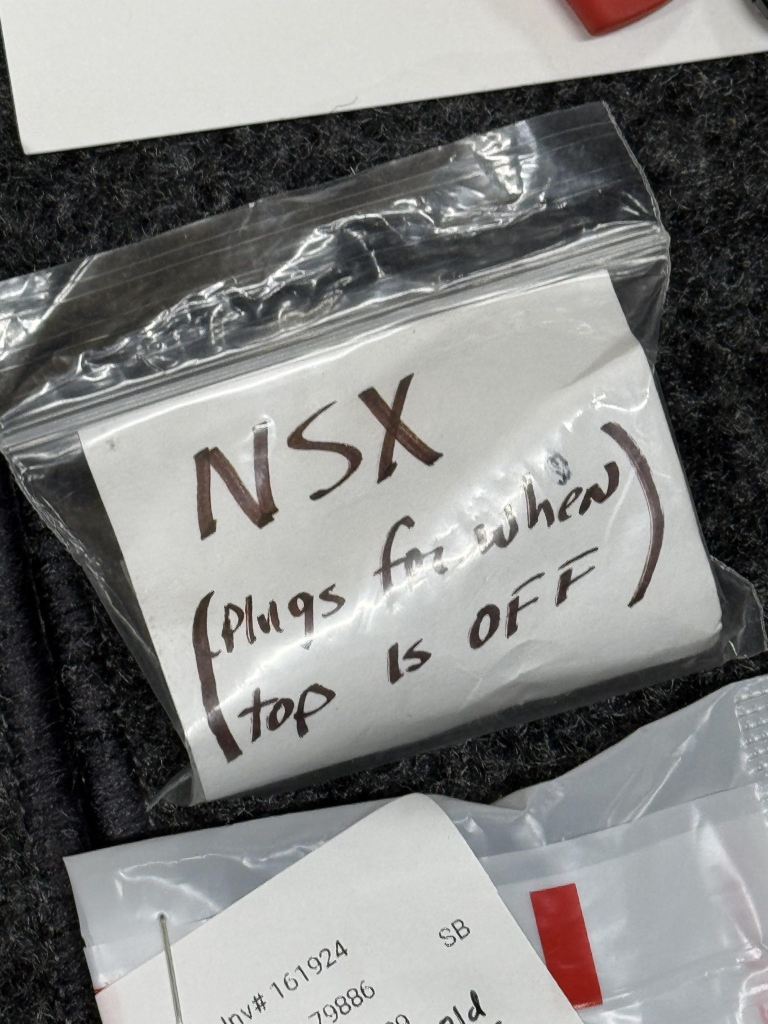 NSX
(Plugs for when
top is OFF)
SB
Inv# 161924
79886